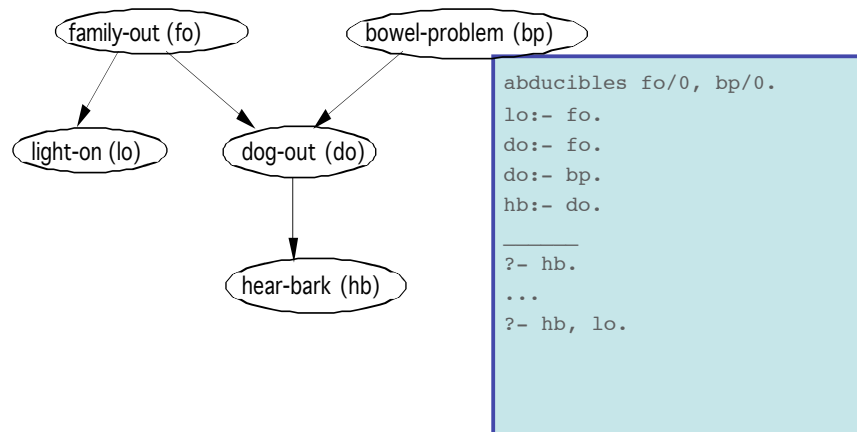 family-out (fo)
bowel-problem (bp)
light-on (lo)
dog-out (do)
hear-bark (hb)
abducibles fo/0, bp/0.
lo:- fo.
do:- fo.
do:- bp.
hb:- do.
______
?- hb.
...
?- hb, lo.